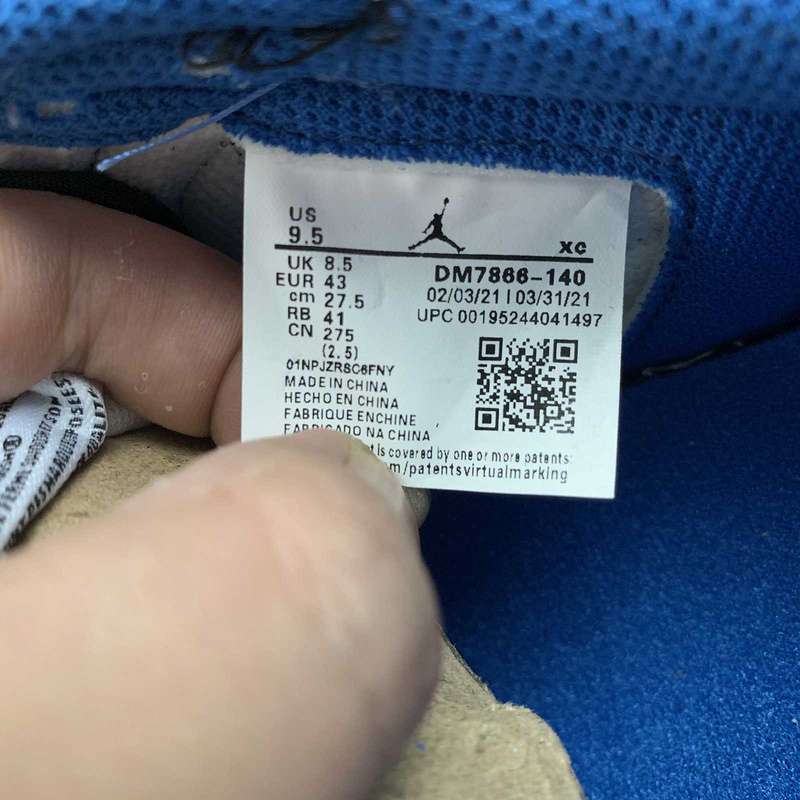 US
9.5
XC
UK 8.5
EUR 43
cm 27.5
RB 41
CN 275
(2.5)
DM7866-140
02/03/21 | 03/31/21
UPC 00195244041497
01NPJZRSC6FNY
MADE IN CHINA
HECHO EN CHINA
FABRIQUE EN CHINE
FABRICADO NA CHINA
is covered by one or more patents:
/patentsvirtualmarking